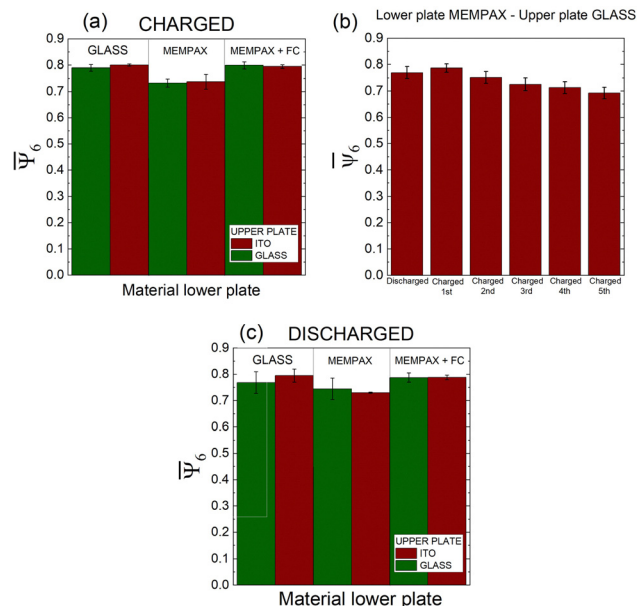 (a) CHARGED
0.9
0.8
0.7
0.6
0.5
0.4
0.3
0.2
0.1
0.0
Ψ̅6
GLASS MEMPAX MEMPAX + FC
UPPER PLATE
ITO
GLASS
Material lower plate
(b) Lower plate MEMPAX - Upper plate GLASS
0.9
0.8
0.7
0.6
0.5
0.4
0.3
0.2
0.1
0.0
ψ̅6
Discharged Charged Charged Charged Charged Charged
1st 2nd 3rd 4th 5th
(c) DISCHARGED
0.9
0.8
0.7
0.6
0.5
0.4
0.3
0.2
0.1
0.0
Ψ̅6
GLASS MEMPAX MEMPAX + FC
UPPER PLATE
ITO
GLASS
Material lower plate